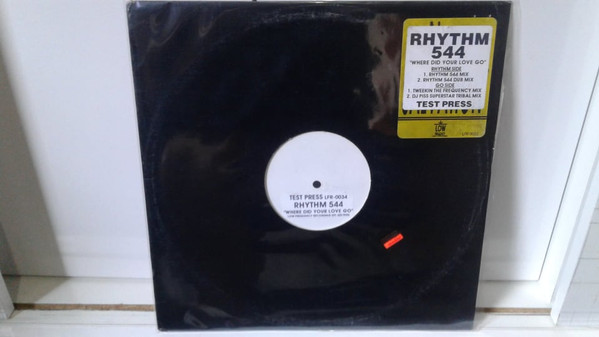 RHYTHM
544
"WHERE DID YOUR LOVE GO"
RHYTHM SIDE
1. RHYTHM 544 MIX
2. RHYTHM 544 DUB MIX
GO SIDE
1. TWEEKIN THE FREQUENCY MIX
2. DJ PISS SUPERSTAR TRIBAL MIX
TEST PRESS
LOW
TEST PRESS LFR-0034
RHYTHM 544
"WHERE DID YOUR LOVE GO"